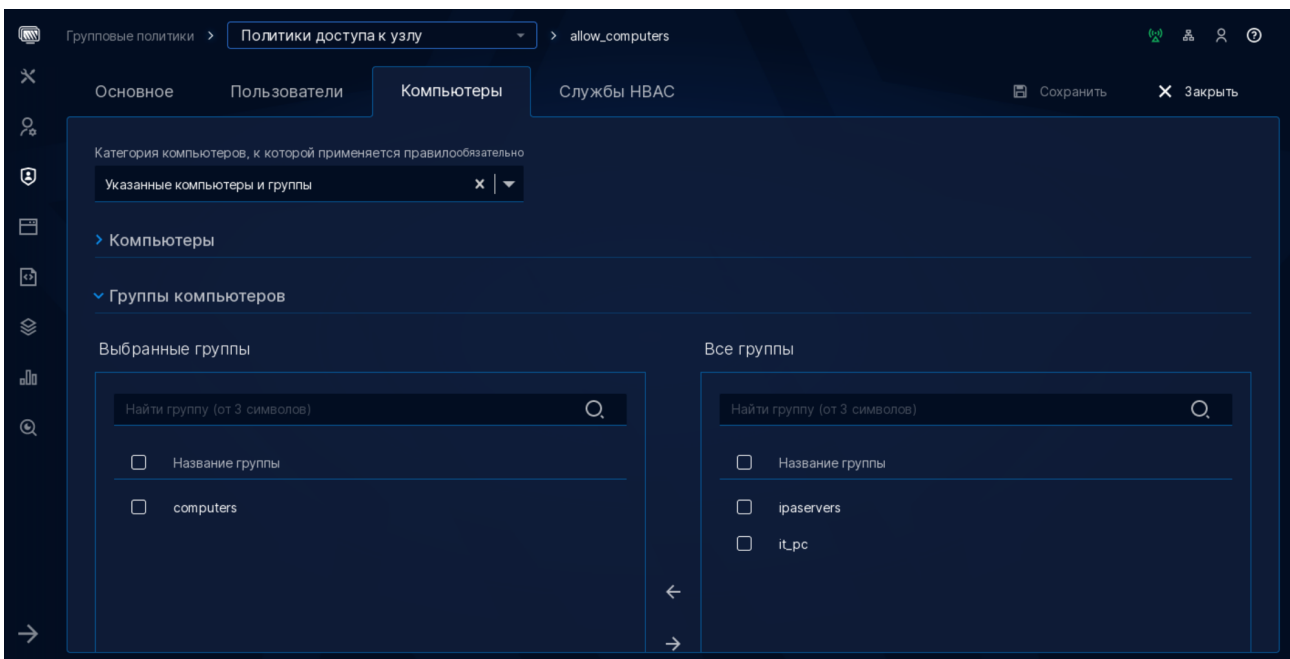 Групповые политики > Политики доступа к узлу > allow_computers
Основное Пользователи Компьютеры Службы HBAC Сохранить Закрыть
Категория компьютеров, к которой применяется правилообязательно
Указанные компьютеры и группы
Компьютеры
Группы компьютеров
Выбранные группы Все группы
Найти группу (от 3 символов) Найти группу (от 3 символов)
Название группы Название группы
computers ipaservers
it_pc